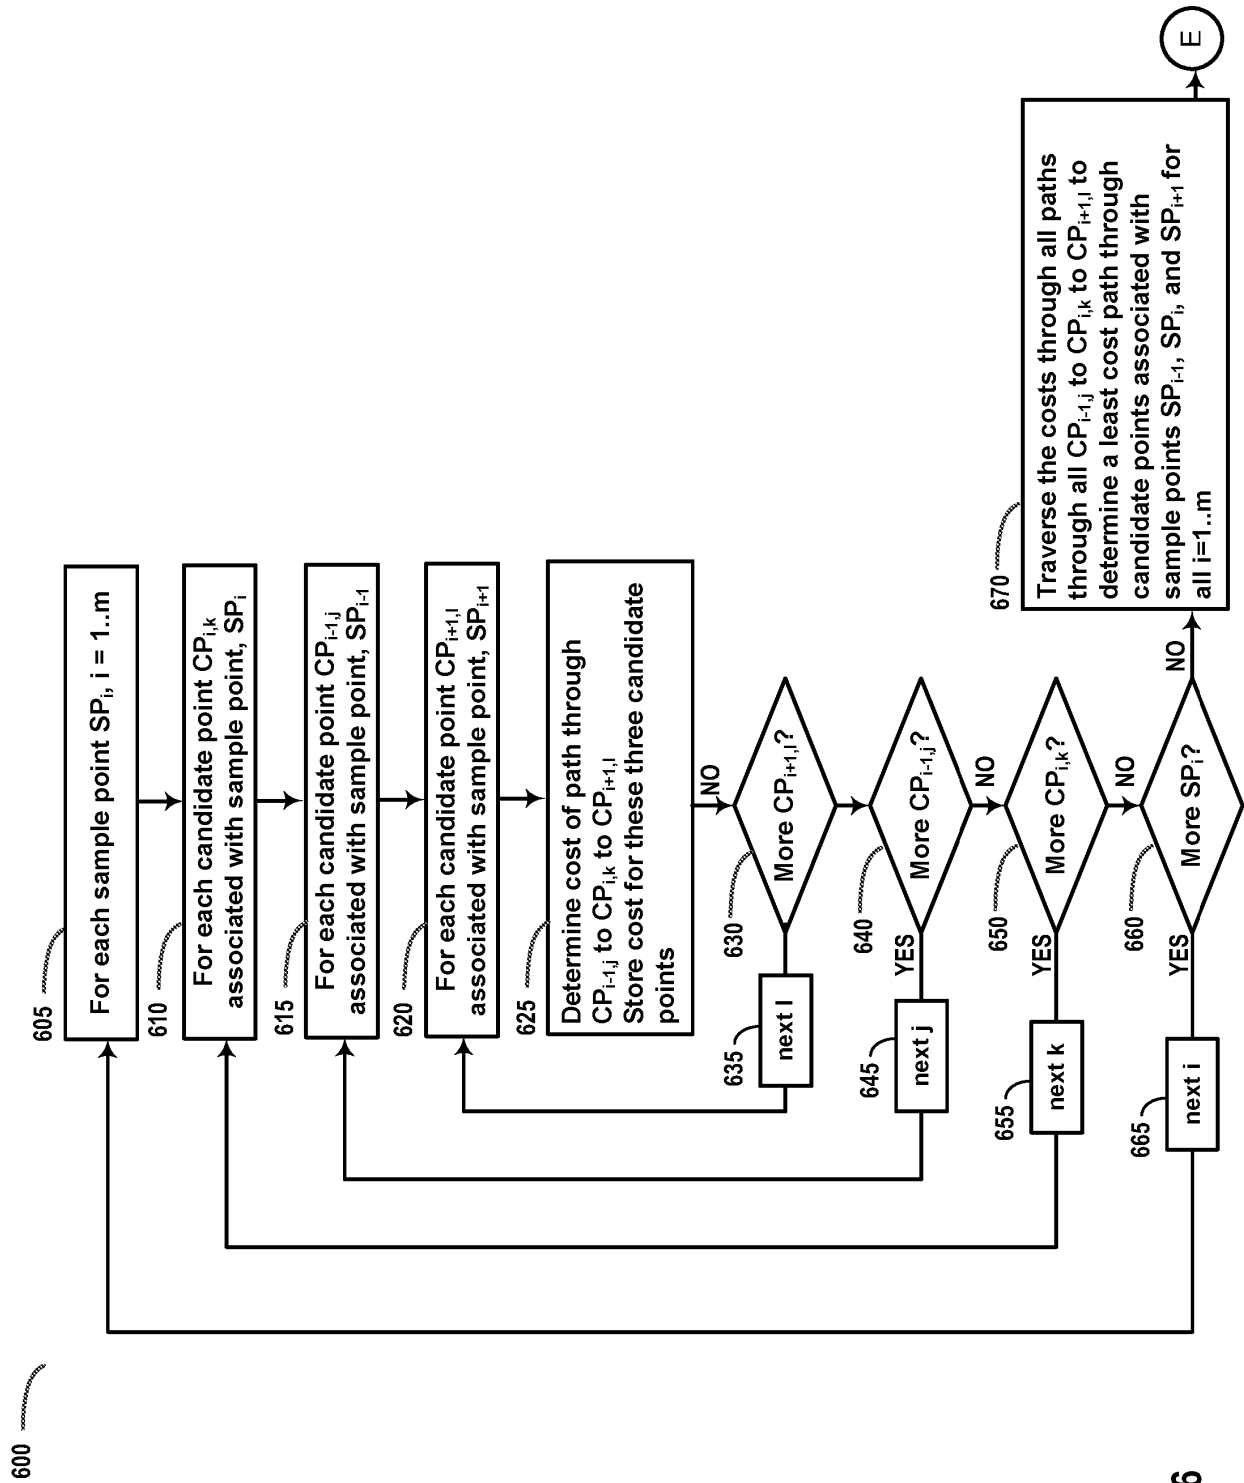 600
605
For each sample point SPi, i = 1..m
610
For each candidate point CPi,k
associated with sample point, SPi
615
For each candidate point CPi-1,j
associated with sample point, SPi-1
620
For each candidate point CPi+1,l
associated with sample point, SPi+1
625
Determine cost of path through
CPi-1,j to CPi,k to CPi+1,l
Store cost for these three candidate
points
NO
630
More CPi+1,l?
635
next l
640
More CPi-1,j?
YES
645
next j
NO
650
More CPi,k?
YES
655
next k
NO
660
More SPi?
YES
665
next i
NO
670
Traverse the costs through all paths
through all CPi-1,j to CPi,k to CPi+1,l to
determine a least cost path through
candidate points associated with
sample points SPi-1, SPi, and SPi+1 for
all i=1..m
E
6